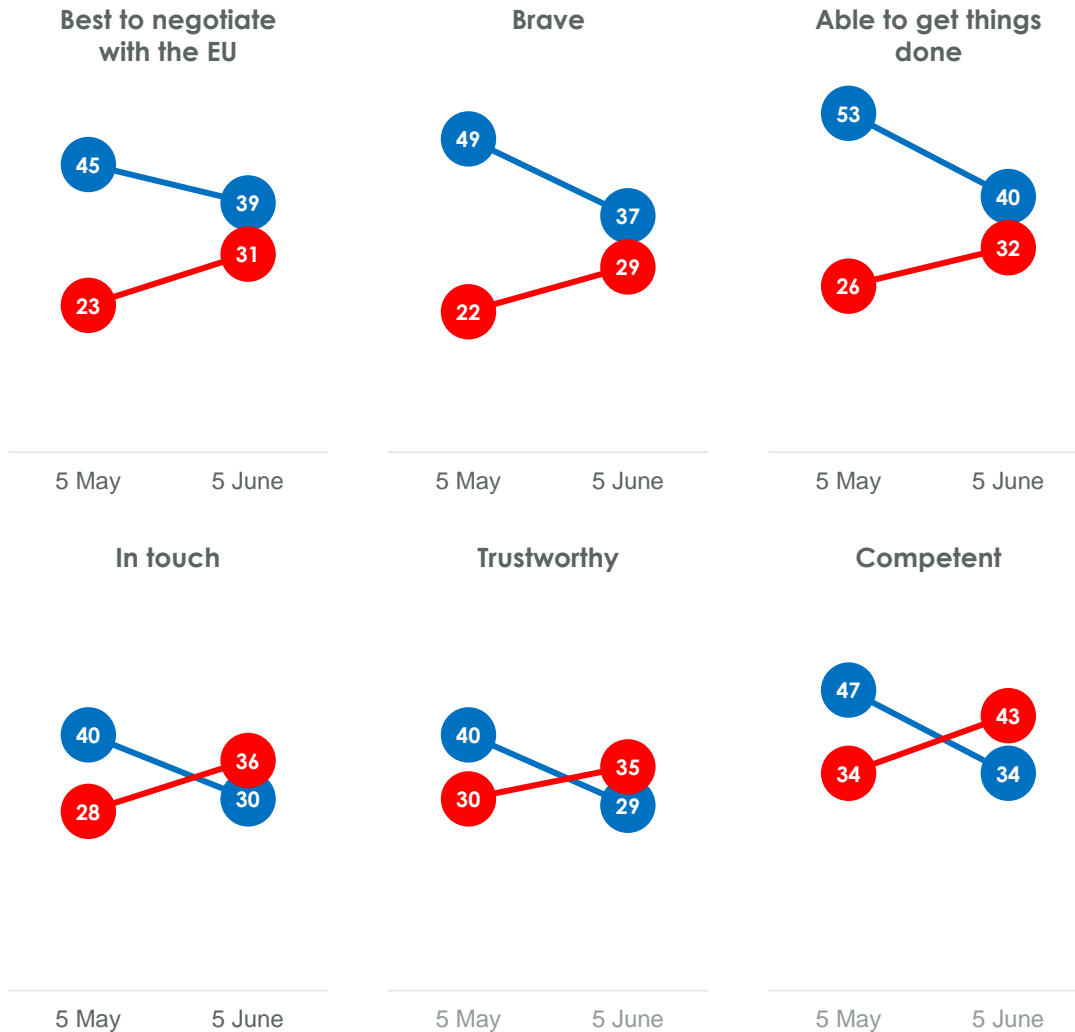 Best to negotiate
with the EU
Brave
Able to get things
done
45
39
31
23
49
37
29
22
53
40
32
26
5 May
5 June
5 May
5 June
5 May
5 June
In touch
Trustworthy
Competent
40
36
30
28
40
35
30
29
47
43
34
34
5 May
5 June
5 May
5 June
5 May
5 June